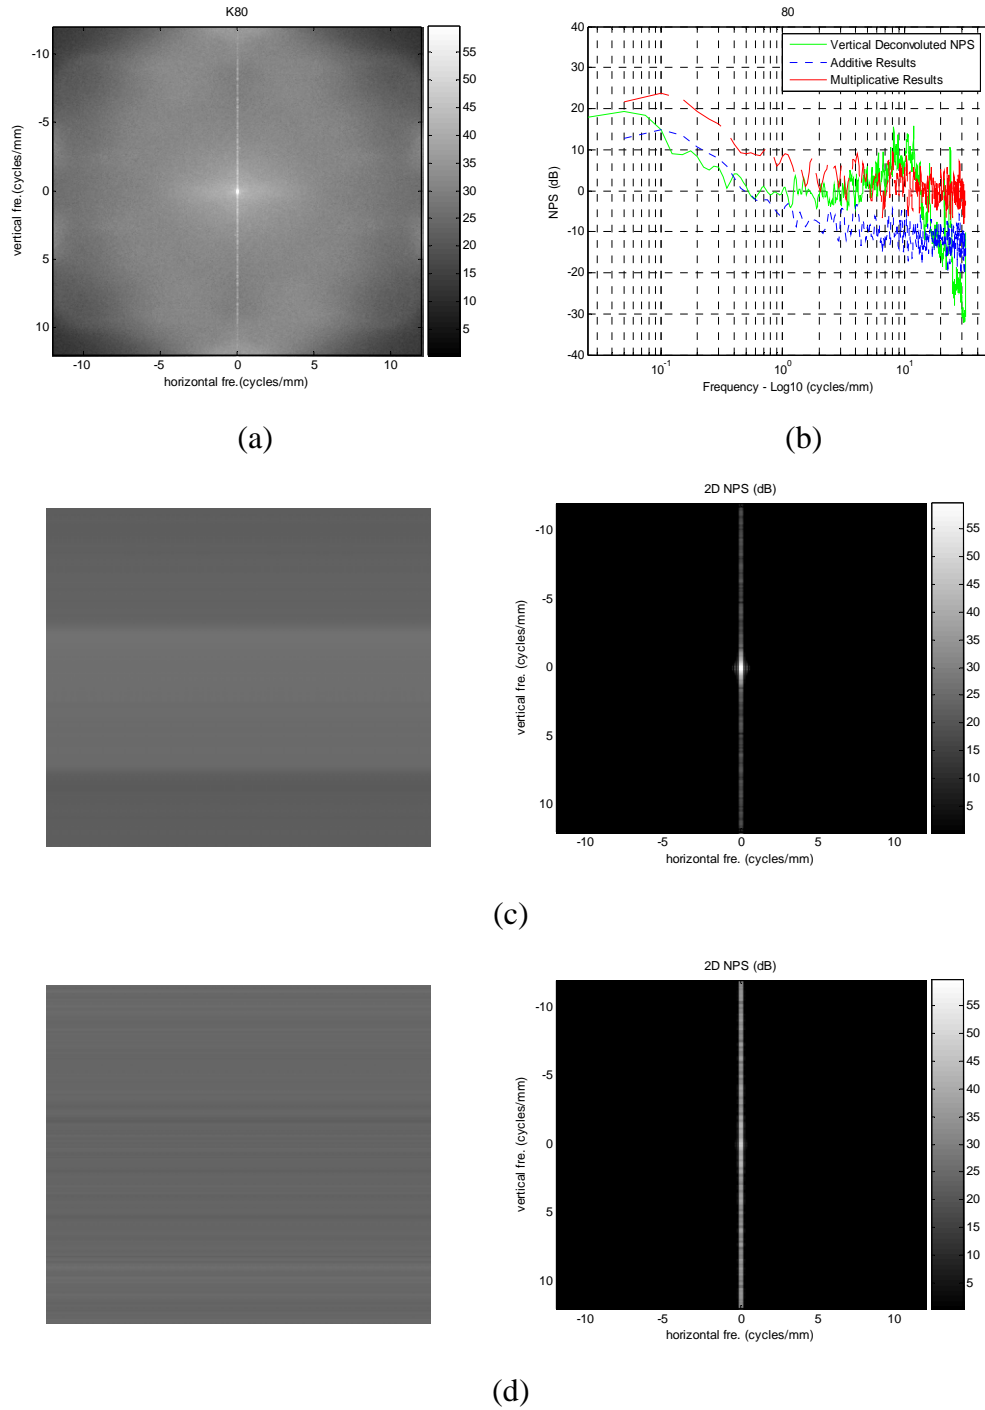 K80
-10
-5
0
5
10
vertical fre.(cycles/mm)
-10 -5 0 5 10
horizontal fre.(cycles/mm)
55
50
45
40
35
30
25
20
15
10
5
(a)
80
40
30
20
10
0
-10
-20
-30
-40
NPS (dB)
Vertical Deconvoluted NPS
Additive Results
Multiplicative Results
10-1 100 101
Frequency - Log10 (cycles/mm)
(b)
2D NPS (dB)
-10
-5
0
5
10
vertical fre. (cycles/mm)
-10 -5 0 5 10
horizontal fre. (cycles/mm)
55
50
45
40
35
30
25
20
15
10
5
(c)
2D NPS (dB)
-10
-5
0
5
10
vertical fre. (cycles/mm)
-10 -5 0 5 10
horizontal fre. (cycles/mm)
55
50
45
40
35
30
25
20
15
10
5
(d)